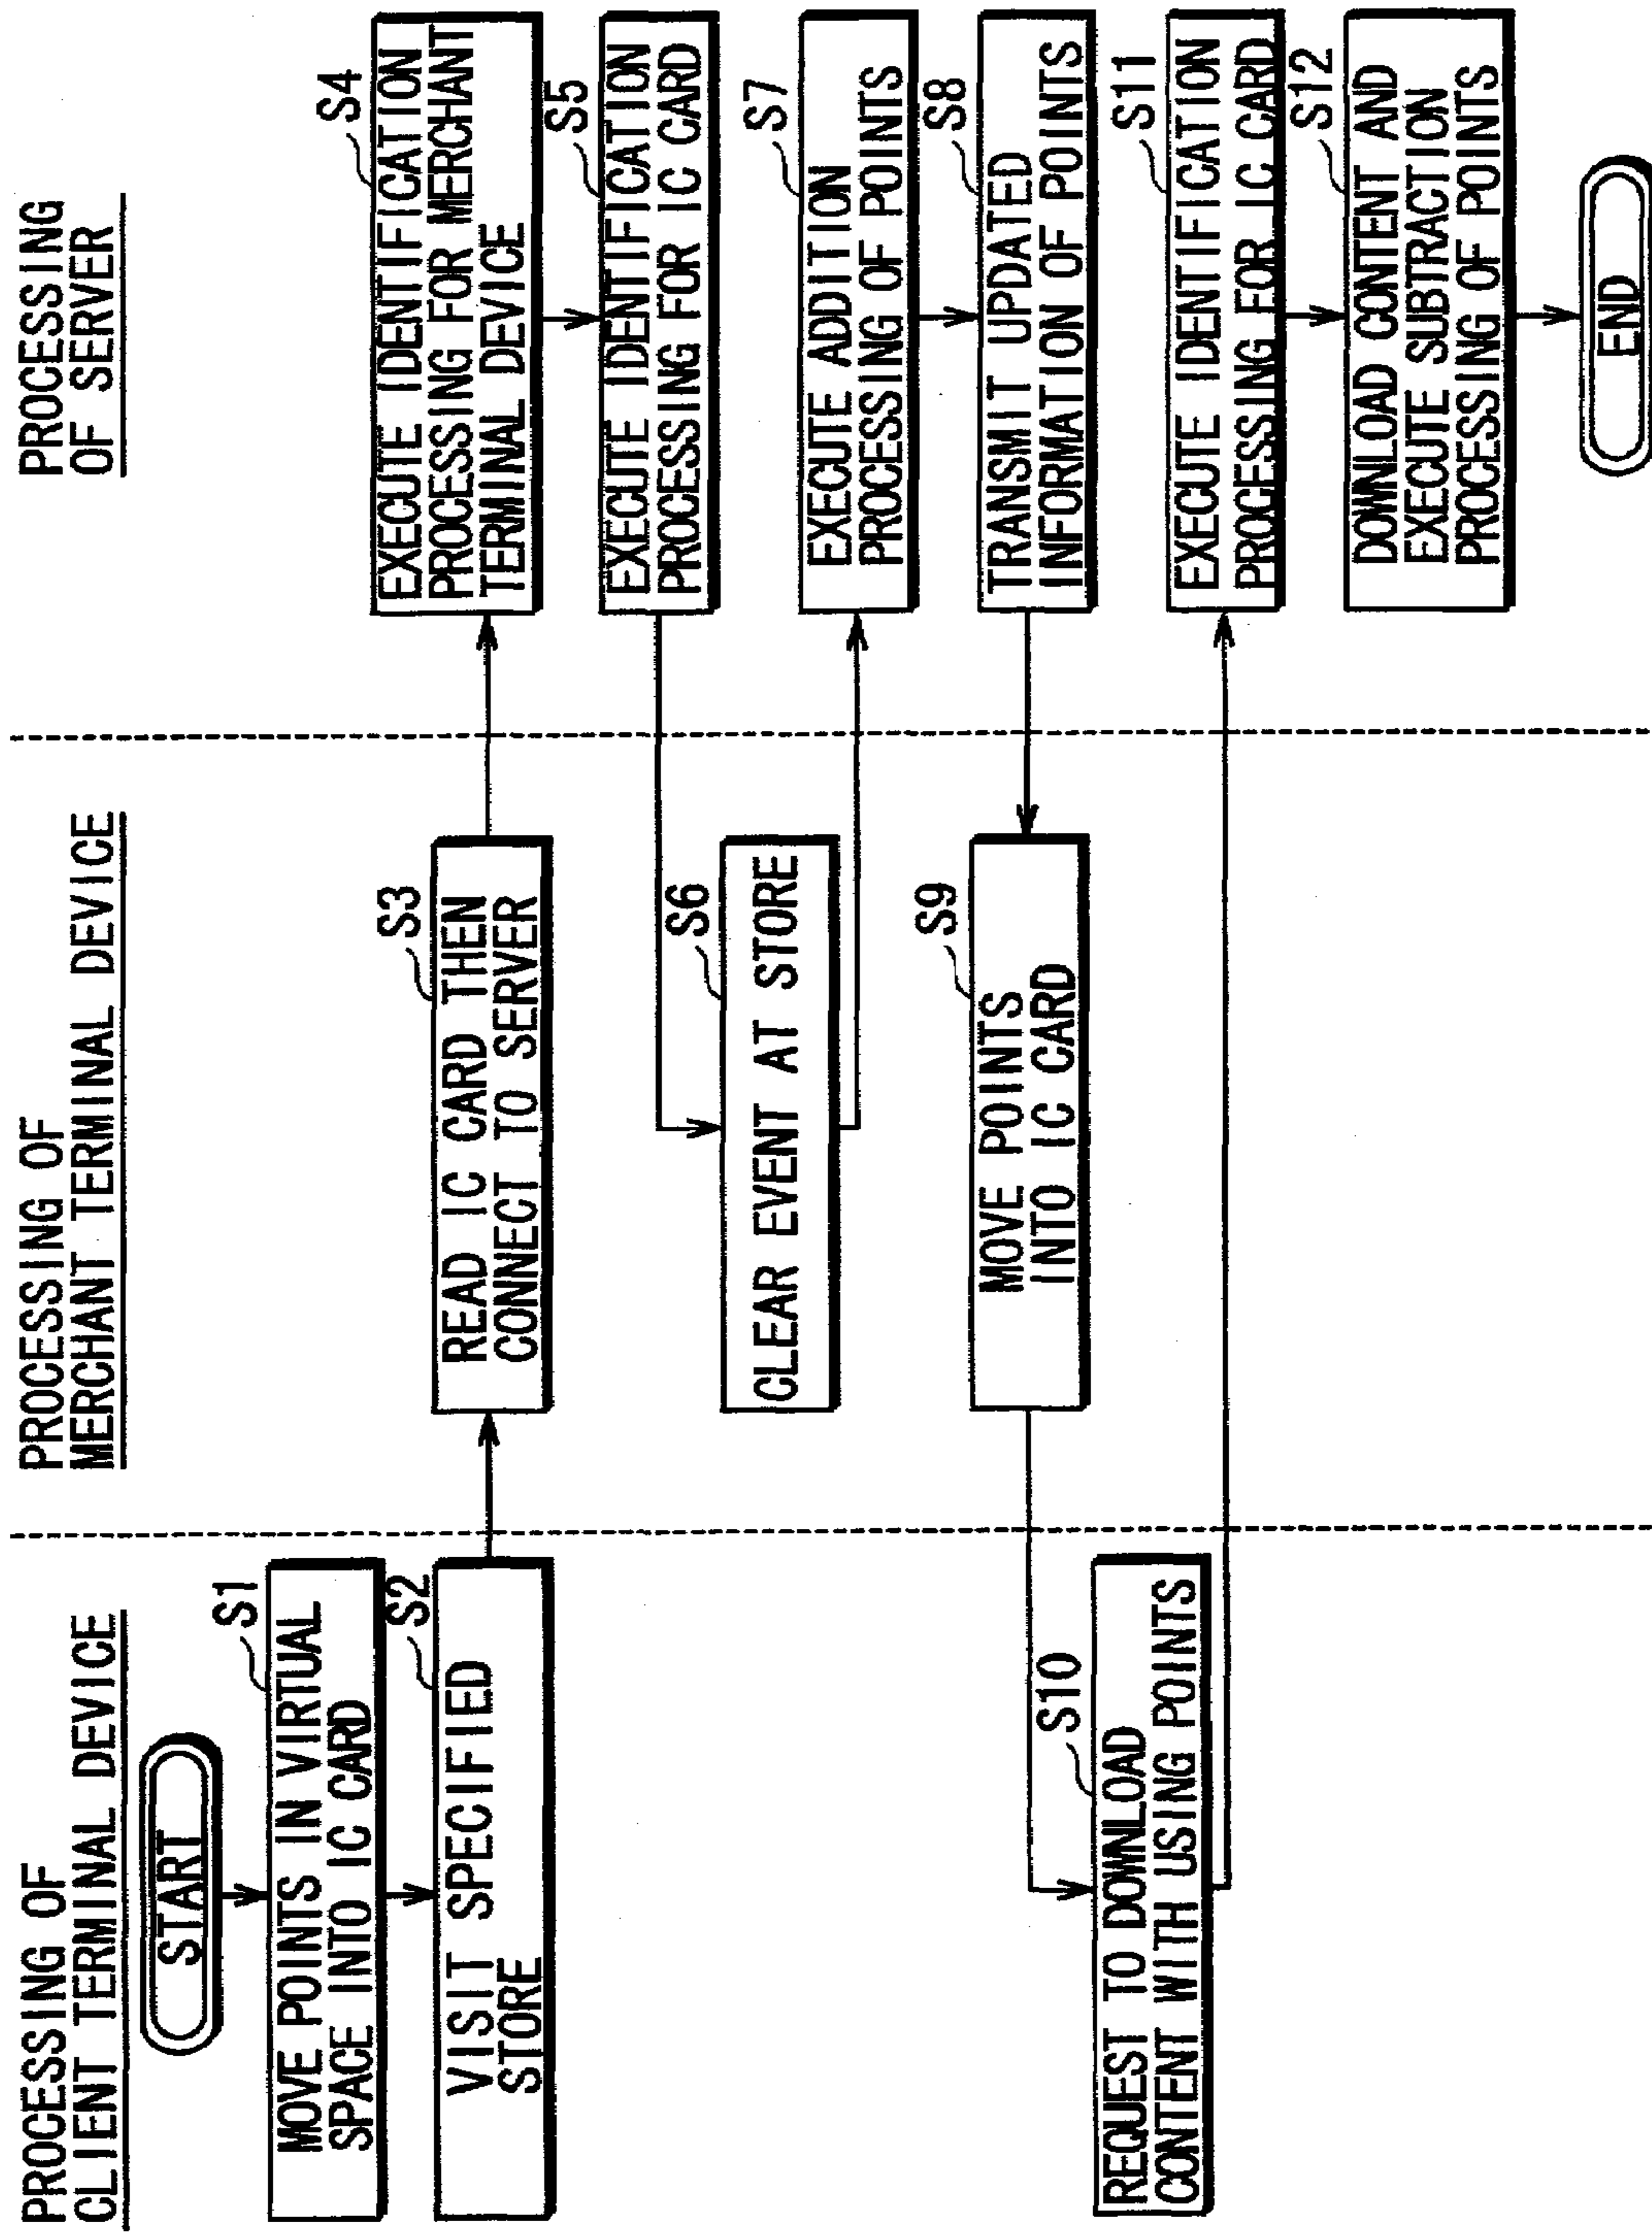 PROCESSING OF
CLIENT TERMINAL DEVICE
PROCESSING OF
MERCHANT TERMINAL DEVICE
PROCESSING
OF SERVER
START
S1
MOVE POINTS IN VIRTUAL
SPACE INTO IC CARD
S2
VISIT SPECIFIED
STORE
S3
READ IC CARD THEN
CONNECT TO SERVER
S4
EXECUTE IDENTIFICATION
PROCESSING FOR MERCHANT
TERMINAL DEVICE
S5
EXECUTE IDENTIFICATION
PROCESSING FOR IC CARD
S6
CLEAR EVENT AT STORE
S7
EXECUTE ADDITION
PROCESSING OF POINTS
S8
TRANSMIT UPDATED
INFORMATION OF POINTS
S9
MOVE POINTS
INTO IC CARD
S10
REQUEST TO DOWNLOAD
CONTENT WITH USING POINTS
S11
EXECUTE IDENTIFICATION
PROCESSING FOR IC CARD
S12
DOWNLOAD CONTENT AND
EXECUTE SUBTRACTION
PROCESSING OF POINTS
END